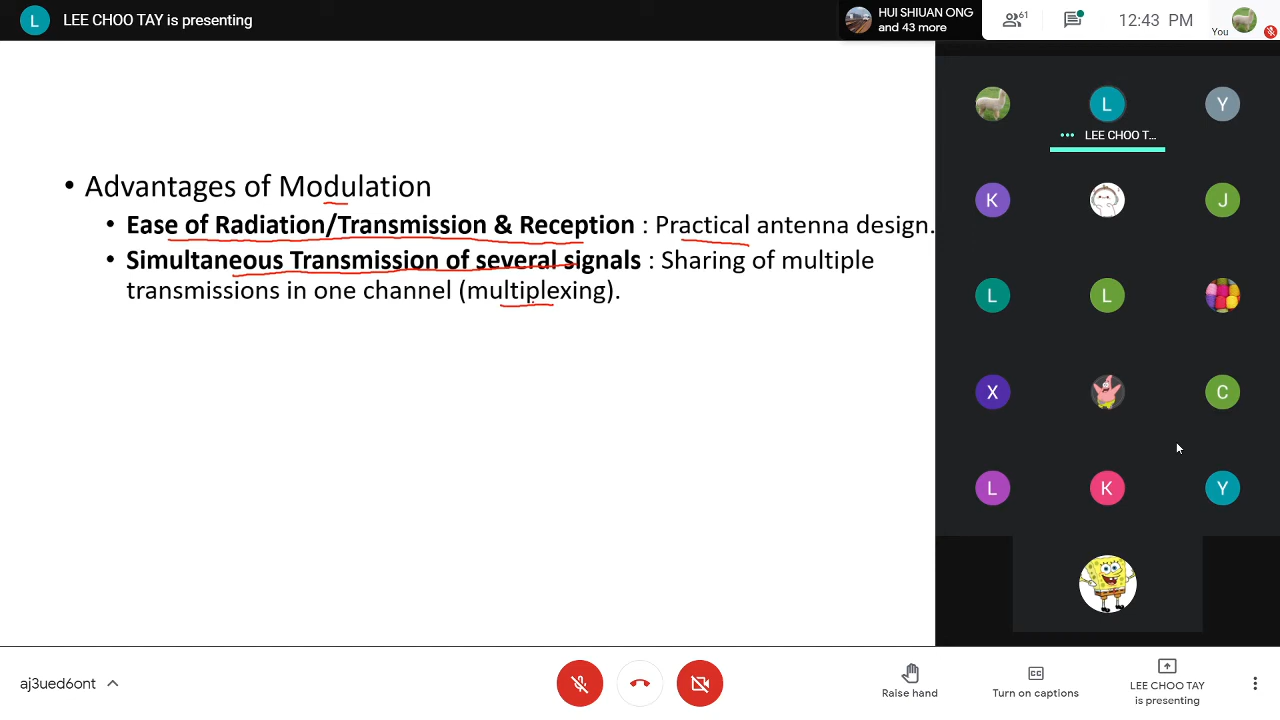 L LEE CHOO TAY is presenting
HUI SHIUAN ONG
and 43 more
61
12:43 PM
You
L Y
LEE CHOO T...
• Advantages of Modulation
• Ease of Radiation/Transmission & Reception : Practical antenna design.
• Simultaneous Transmission of several signals : Sharing of multiple
transmissions in one channel (multiplexing).
K J
L L
X C
L K Y
aj3ued6ont
Raise hand
CC
Turn on captions
LEE CHOO TAY
is presenting